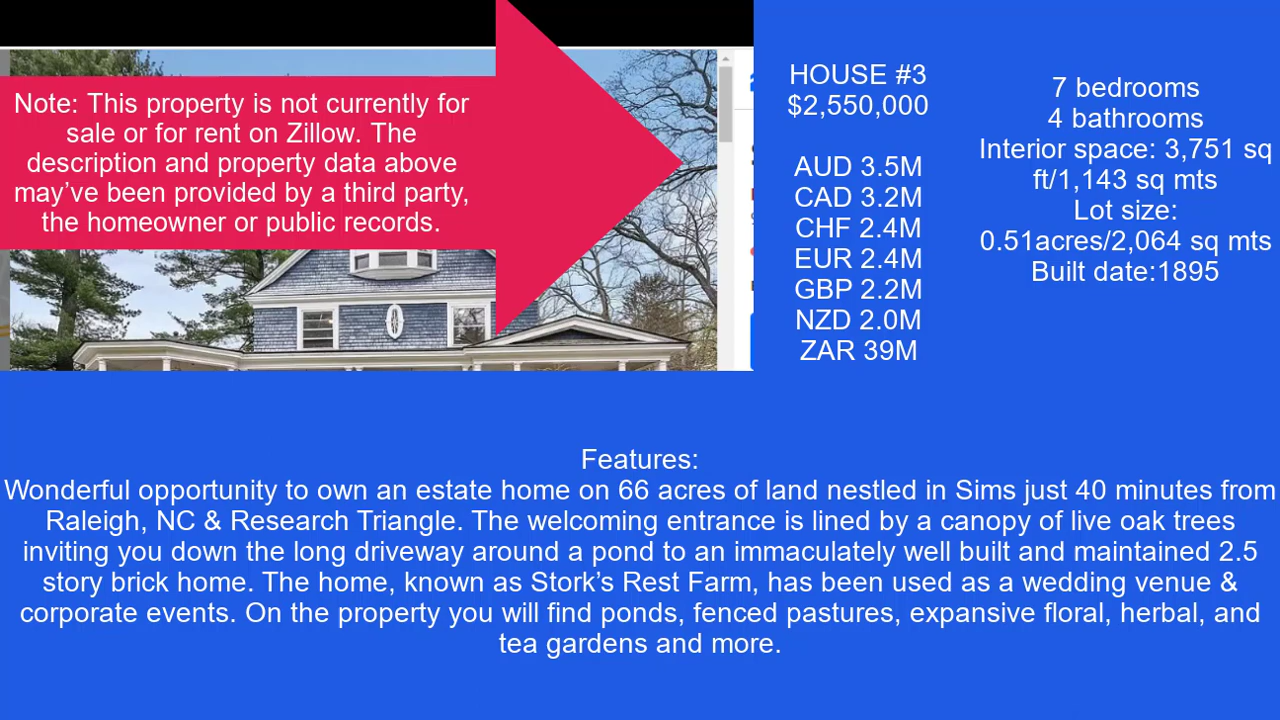 Note: This property is not currently for
sale or for rent on Zillow. The
description and property data above
may’ve been provided by a third party,
the homeowner or public records.
HOUSE #3
$2,550,000
AUD 3.5M
CAD 3.2M
CHF 2.4M
EUR 2.4M
GBP 2.2M
NZD 2.0M
ZAR 39M
7 bedrooms
4 bathrooms
Interior space: 3,751 sq
ft/1,143 sq mts
Lot size:
0.51acres/2,064 sq mts
Built date:1895
Features:
Wonderful opportunity to own an estate home on 66 acres of land nestled in Sims just 40 minutes from
Raleigh, NC & Research Triangle. The welcoming entrance is lined by a canopy of live oak trees
inviting you down the long driveway around a pond to an immaculately well built and maintained 2.5
story brick home. The home, known as Stork’s Rest Farm, has been used as a wedding venue &
corporate events. On the property you will find ponds, fenced pastures, expansive floral, herbal, and
tea gardens and more.